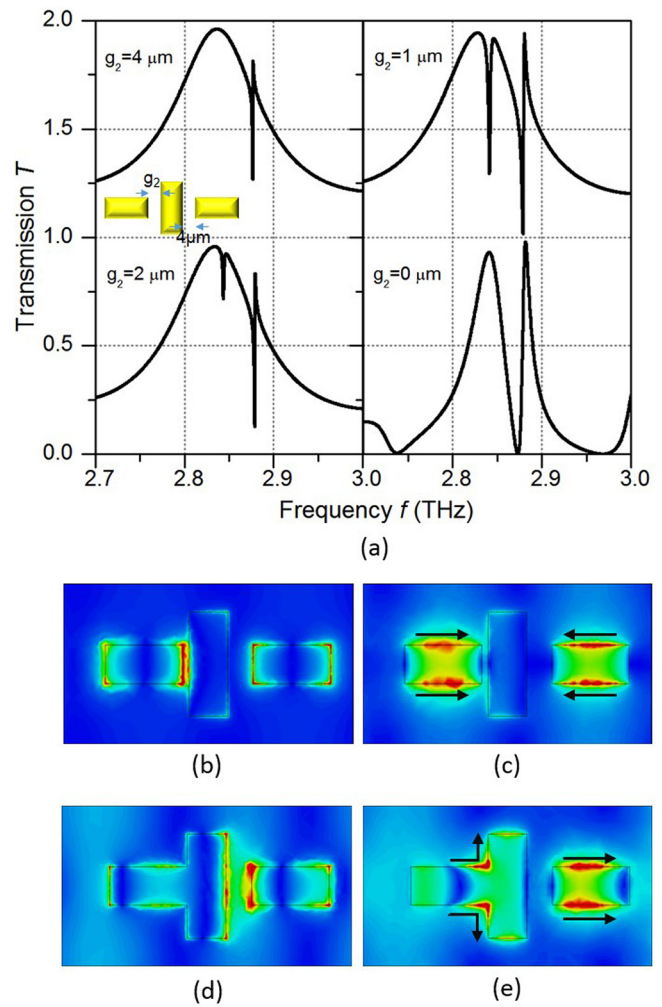 2.0
1.5
1.0
0.5
0.0
Transmission T
g2=4 μm
g2=1 μm
g2
4μm
g2=2 μm
g2=0 μm
2.7 2.8 2.9 3.0 2.8 2.9 3.0
Frequency f (THz)
(a)
(b) (c)
(d) (e)